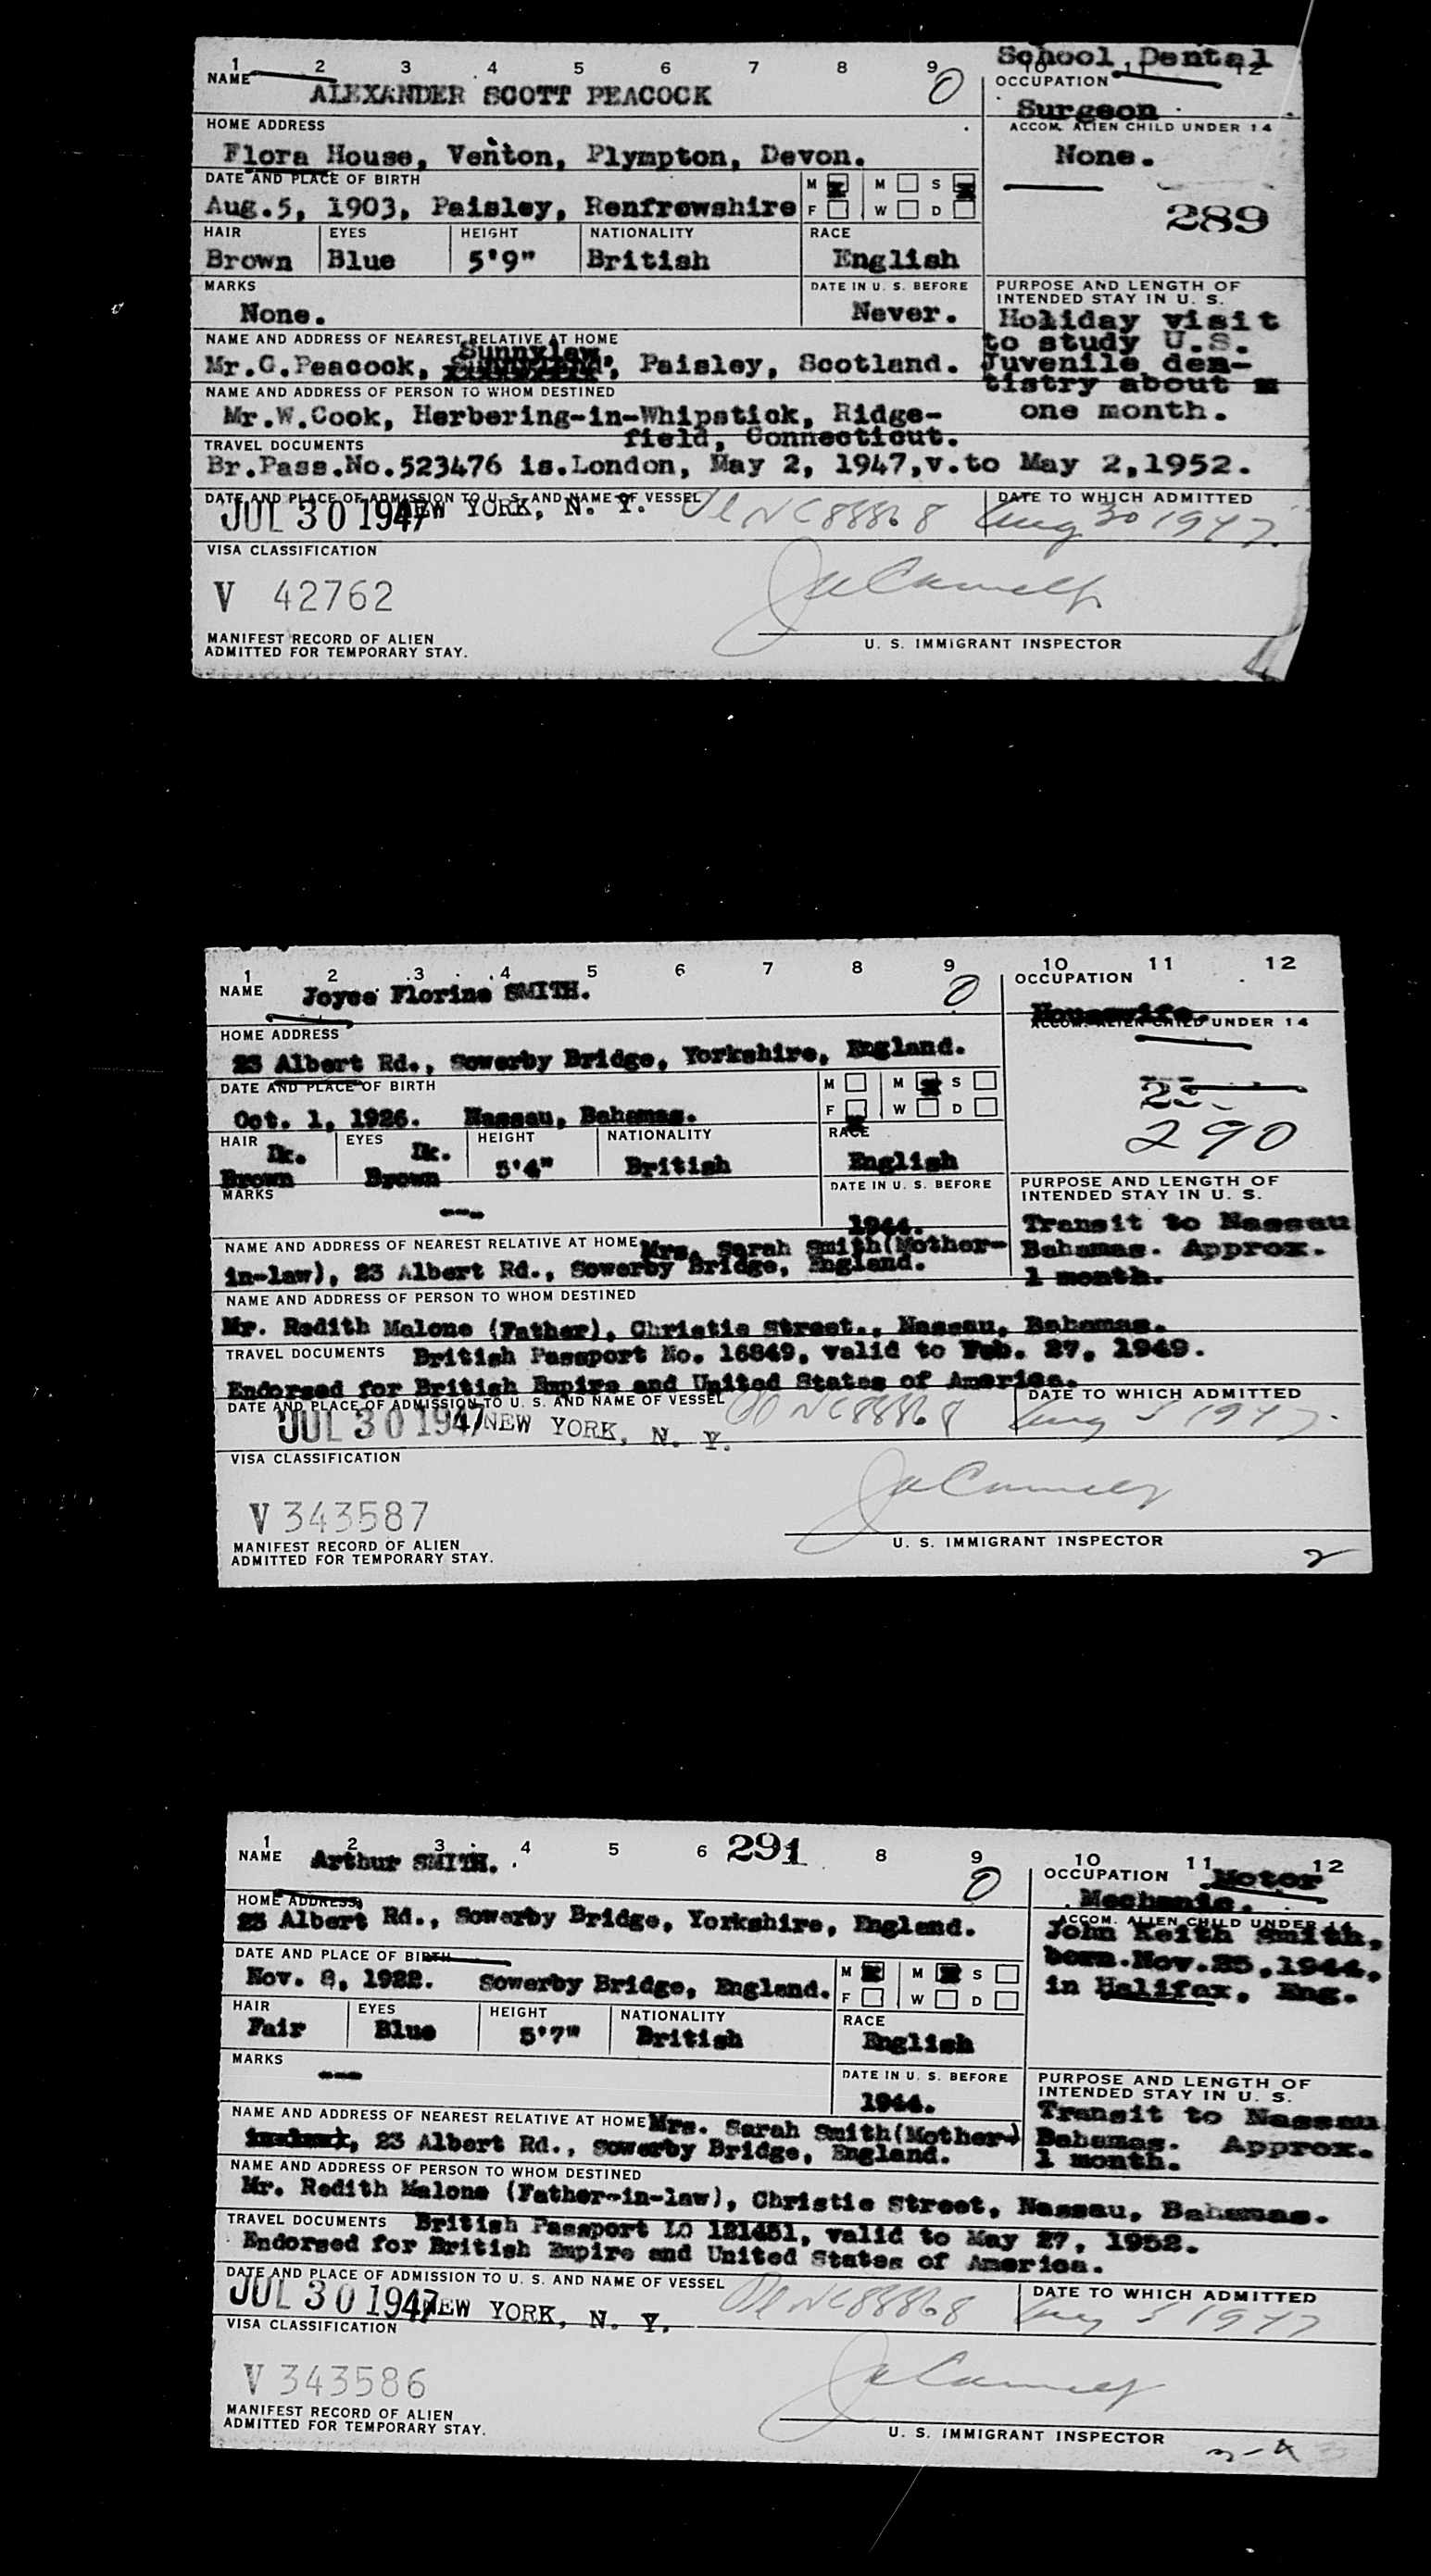 1 2 3 4 5 6 7 8 9 10 11 12
NAME ALEXANDER SCOTT PEACOCK 0
OCCUPATION School Dental
Surgeon
HOME ADDRESS
Flora House, Venton, Plympton, Devon.
ACCOM. ALIEN CHILD UNDER 14
None.
DATE AND PLACE OF BIRTH
Aug.5, 1903, Paisley, Renfrewshire
M M S
F W D
289
HAIR EYES HEIGHT NATIONALITY RACE
Brown Blue 5'9" British English
MARKS
None.
DATE IN U. S. BEFORE
Never.
PURPOSE AND LENGTH OF
INTENDED STAY IN U. S.
Holiday visit
to study U.S.
Juvenile den-
tistry about
one month.
NAME AND ADDRESS OF NEAREST RELATIVE AT HOME
Mr.G.Peacock, Sunnylaw, Paisley, Scotland.
NAME AND ADDRESS OF PERSON TO WHOM DESTINED
Mr.W.Cook, Herbering-in-Whipstick, Ridge-
field, Connecticut.
TRAVEL DOCUMENTS
Br.Pass.No.523476 is.London, May 2, 1947,v.to May 2,1952.
DATE AND PLACE OF ADMISSION TO U. S. AND NAME OF VESSEL
JUL 30 1947 NEW YORK, N. Y. NC88868
DATE TO WHICH ADMITTED
Aug 30 1947.
VISA CLASSIFICATION
V 42762
MANIFEST RECORD OF ALIEN
ADMITTED FOR TEMPORARY STAY.
U. S. IMMIGRANT INSPECTOR
1 2 3 4 5 6 7 8 9 10 11 12
NAME Joyce Florine SMITH. 0
OCCUPATION
Housewife.
HOME ADDRESS
23 Albert Rd., Sowerby Bridge, Yorkshire, England.
ACCOM. ALIEN CHILD UNDER 14
DATE AND PLACE OF BIRTH
Oct. 1, 1926. Nassau, Bahamas.
M M S
F W D
290
HAIR EYES HEIGHT NATIONALITY RACE
Dk. Brown Dk. Brown 5'4" British English
MARKS
---
DATE IN U. S. BEFORE
1944.
PURPOSE AND LENGTH OF
INTENDED STAY IN U. S.
Transit to Nassau
Bahamas. Approx.
1 month.
NAME AND ADDRESS OF NEAREST RELATIVE AT HOME Mrs. Sarah Smith(Mother-
in-law), 23 Albert Rd., Sowerby Bridge, England.
NAME AND ADDRESS OF PERSON TO WHOM DESTINED
Mr. Redith Malone (Father), Christie Street., Nassau, Bahamas.
TRAVEL DOCUMENTS British Passport No. 16849, valid to Feb. 27, 1949.
Endorsed for British Empire and United States of America.
DATE AND PLACE OF ADMISSION TO U. S. AND NAME OF VESSEL
JUL 30 1947 NEW YORK, N. Y. NC88868
DATE TO WHICH ADMITTED
Aug 1947.
VISA CLASSIFICATION
V 343587
MANIFEST RECORD OF ALIEN
ADMITTED FOR TEMPORARY STAY.
U. S. IMMIGRANT INSPECTOR
2
1 2 3 4 5 6 291 8 9 10 11 12
NAME Arthur SMITH. 0
OCCUPATION Motor
Mechanic.
HOME ADDRESS
23 Albert Rd., Sowerby Bridge, Yorkshire, England.
ACCOM. ALIEN CHILD UNDER 14
John Keith Smith,
born.Nov.25,1944,
in Halifax, Eng.
DATE AND PLACE OF BIRTH
Nov. 8, 1922. Sowerby Bridge, England.
M M S
F W D
HAIR EYES HEIGHT NATIONALITY RACE
Fair Blue 5'7" British English
MARKS
---
DATE IN U. S. BEFORE
1944.
PURPOSE AND LENGTH OF
INTENDED STAY IN U. S.
Transit to Nassau
Bahamas. Approx.
1 month.
NAME AND ADDRESS OF NEAREST RELATIVE AT HOME Mrs. Sarah Smith(Mother-)
23 Albert Rd., Sowerby Bridge, England.
NAME AND ADDRESS OF PERSON TO WHOM DESTINED
Mr. Redith Malone (Father-in-law), Christie Street, Nassau, Bahamas.
TRAVEL DOCUMENTS British Passport LO valid to May 27, 1952.
Endorsed for British Empire and United States of America.
DATE AND PLACE OF ADMISSION TO U. S. AND NAME OF VESSEL
JUL 30 1947 NEW YORK, N. Y. NC88868
DATE TO WHICH ADMITTED
Aug 1947
VISA CLASSIFICATION
V 343586
MANIFEST RECORD OF ALIEN
ADMITTED FOR TEMPORARY STAY.
U. S. IMMIGRANT INSPECTOR